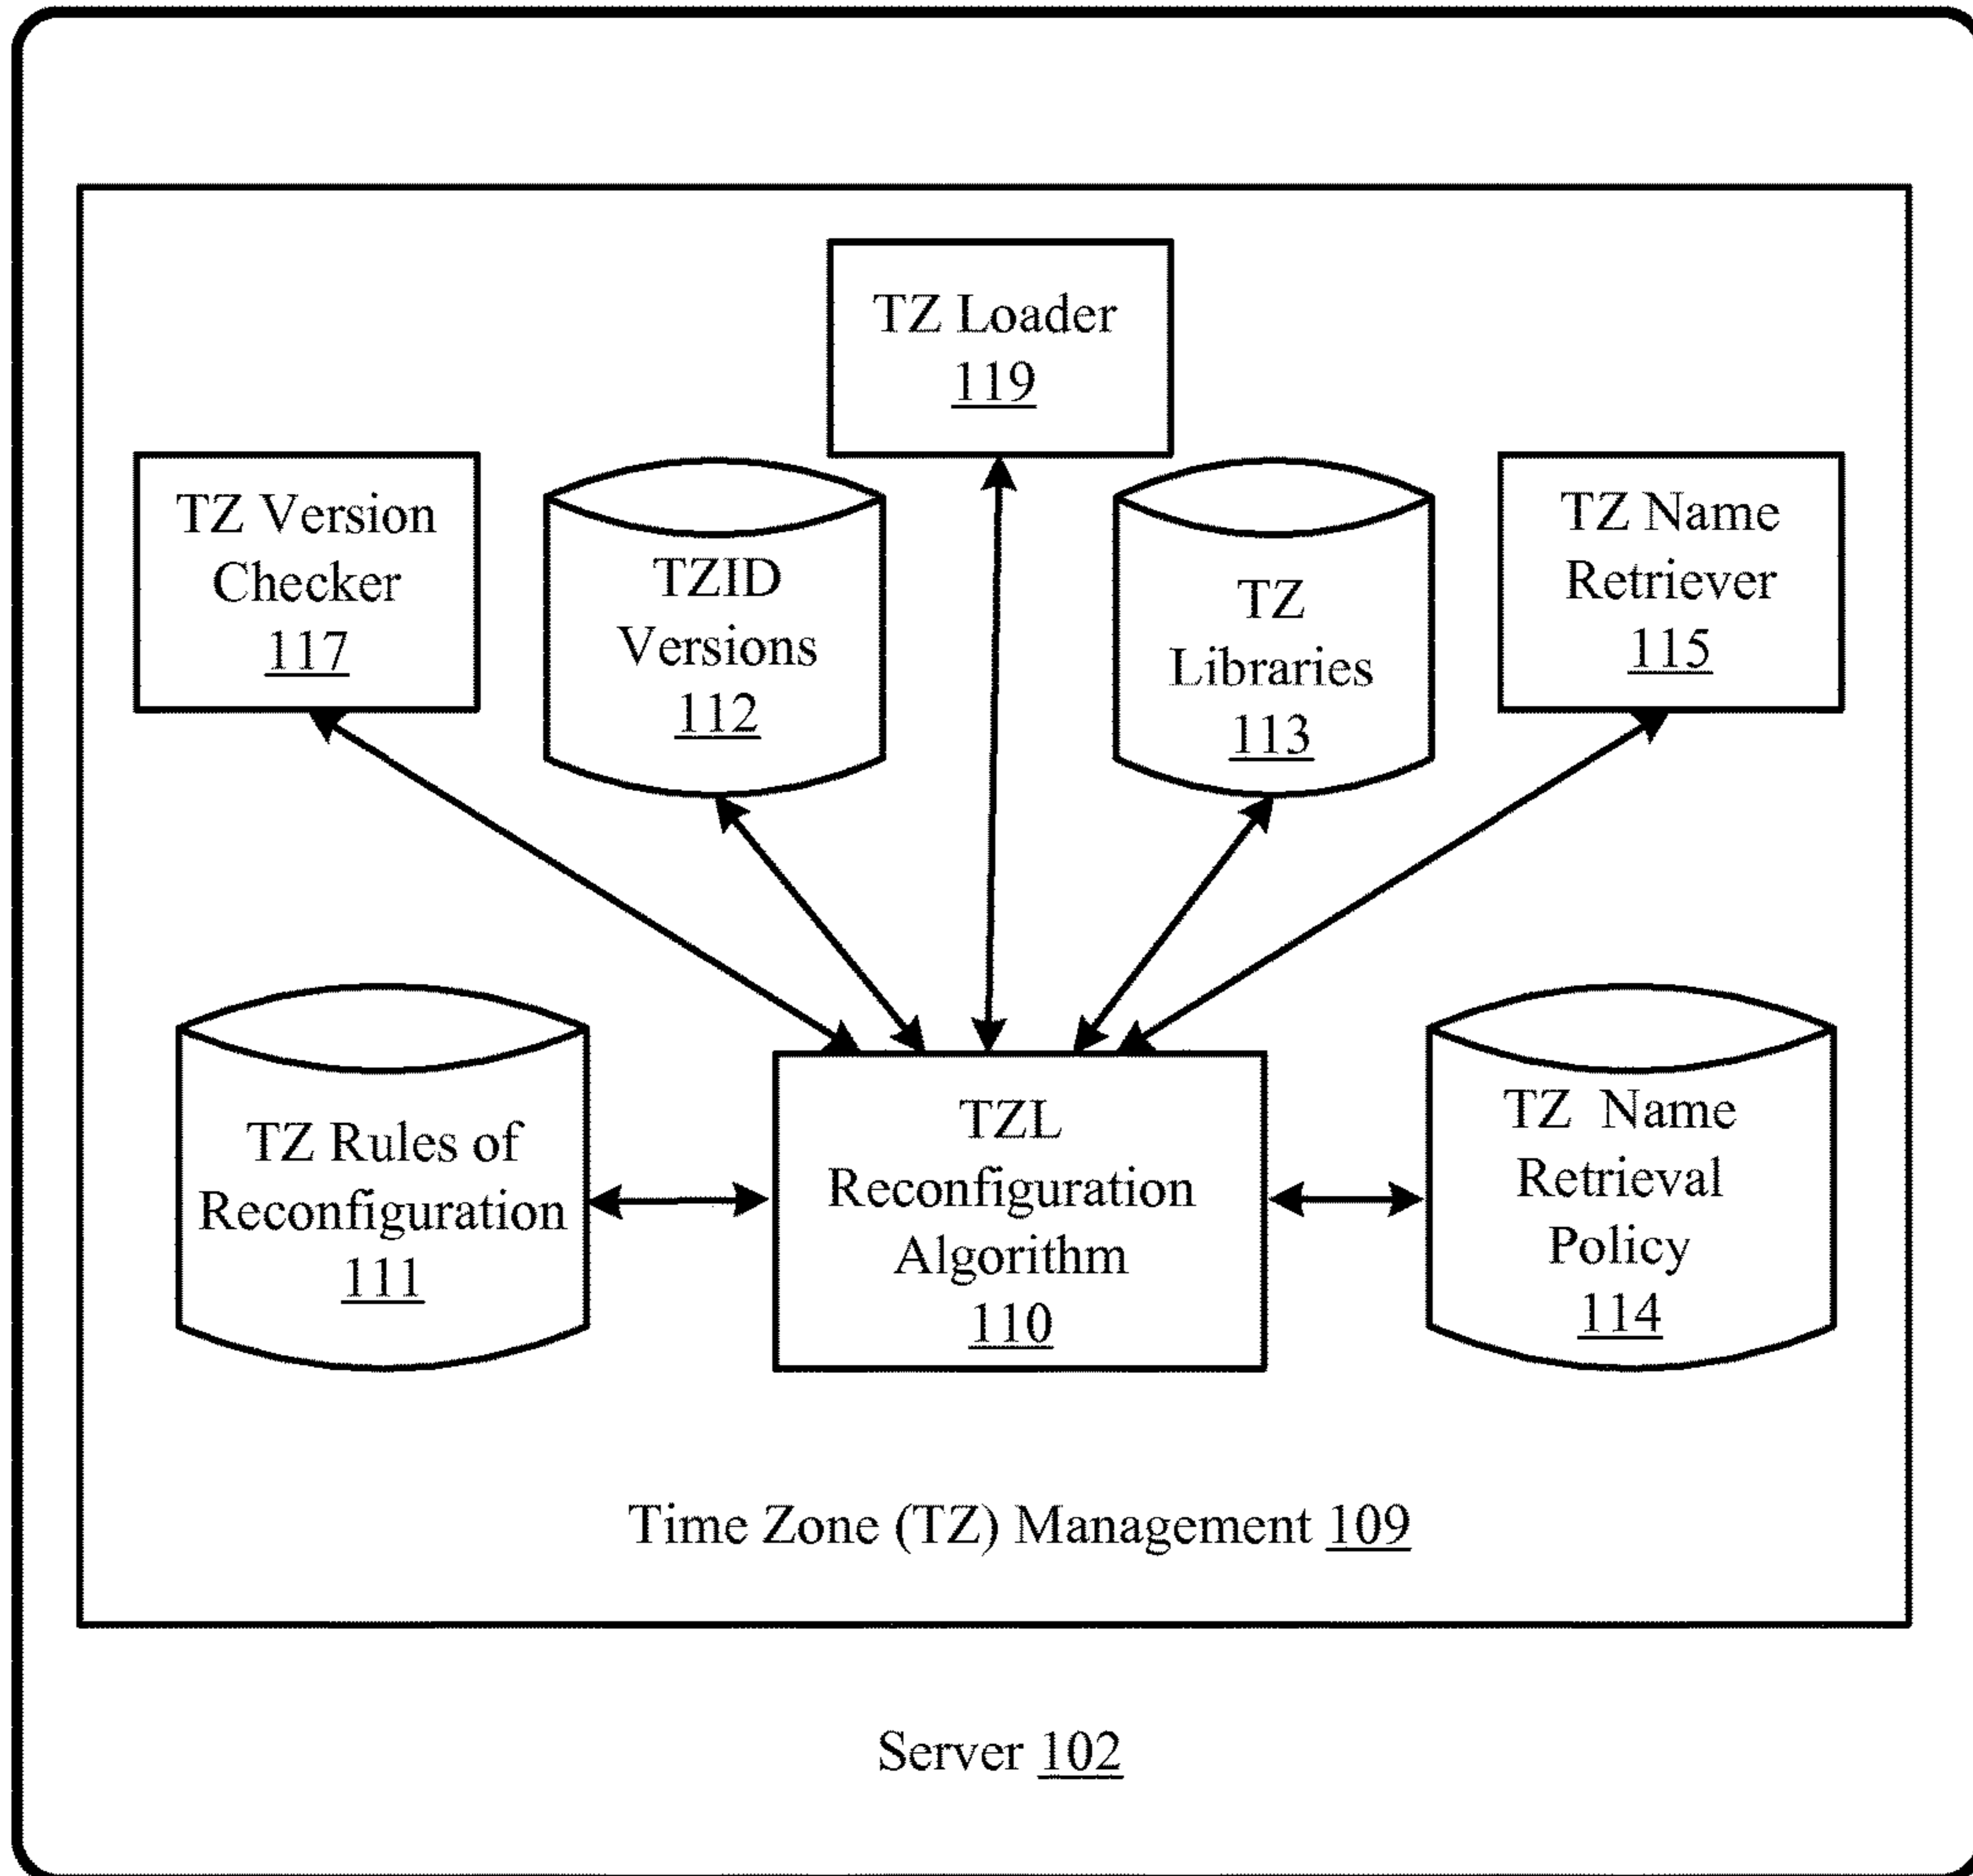 TZ Loader
119
TZ Version
Checker
117
TZID
Versions
112
TZ
Libraries
113
TZ Name
Retriever
115
TZ Rules of
Reconfiguration
111
TZL
Reconfiguration
Algorithm
110
TZ Name
Retrieval
Policy
114
Time Zone (TZ) Management 109
Server 102